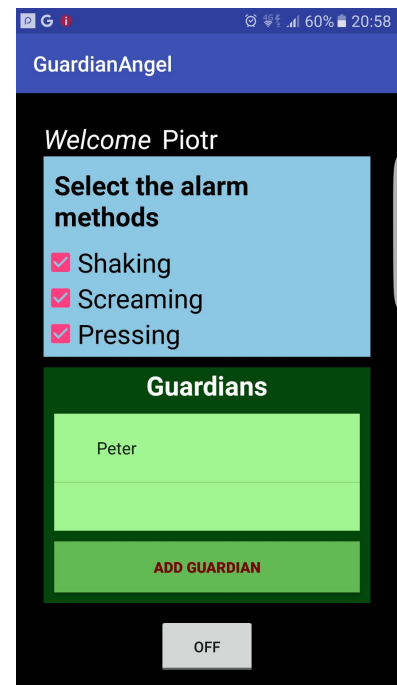 60% 20:58
GuardianAngel
Welcome Piotr
Select the alarm
methods
Shaking
Screaming
Pressing
Guardians
Peter
ADD GUARDIAN
OFF